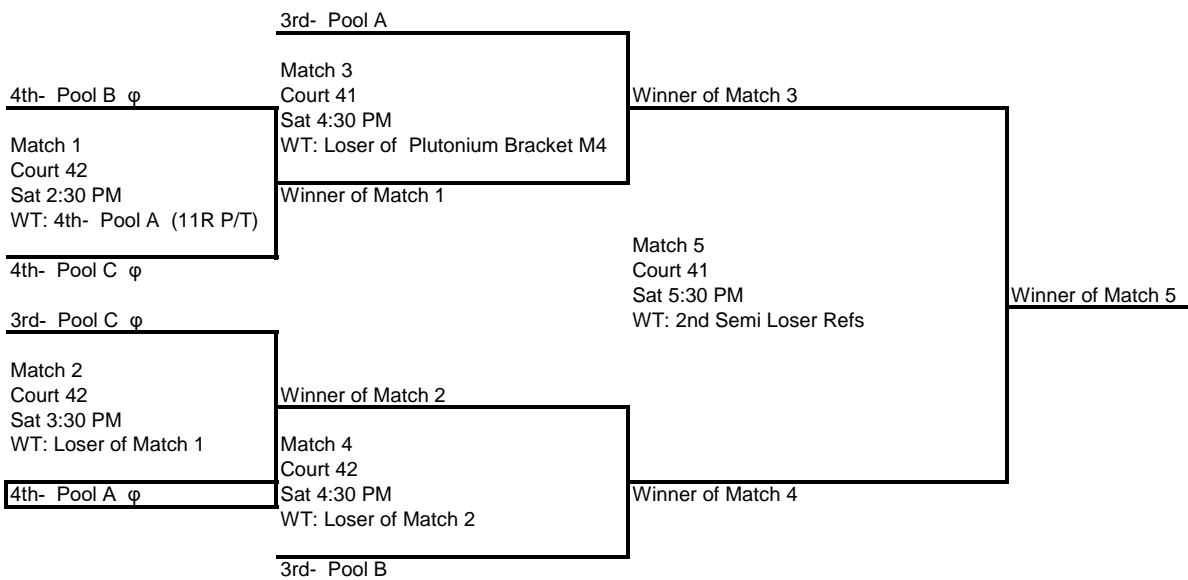 3rd- Pool A
Match 3
Court 41
Sat 4:30 PM
WT: Loser of Plutonium Bracket M4
4th- Pool B φ
Match 1
Court 42
Sat 2:30 PM
WT: 4th- Pool A (11R P/T)
Winner of Match 1
4th- Pool C φ
Winner of Match 3
Match 5
Court 41
Sat 5:30 PM
WT: 2nd Semi Loser Refs
Winner of Match 5
3rd- Pool C φ
Match 2
Court 42
Sat 3:30 PM
WT: Loser of Match 1
4th- Pool A φ
Winner of Match 2
Match 4
Court 42
Sat 4:30 PM
WT: Loser of Match 2
3rd- Pool B
Winner of Match 4